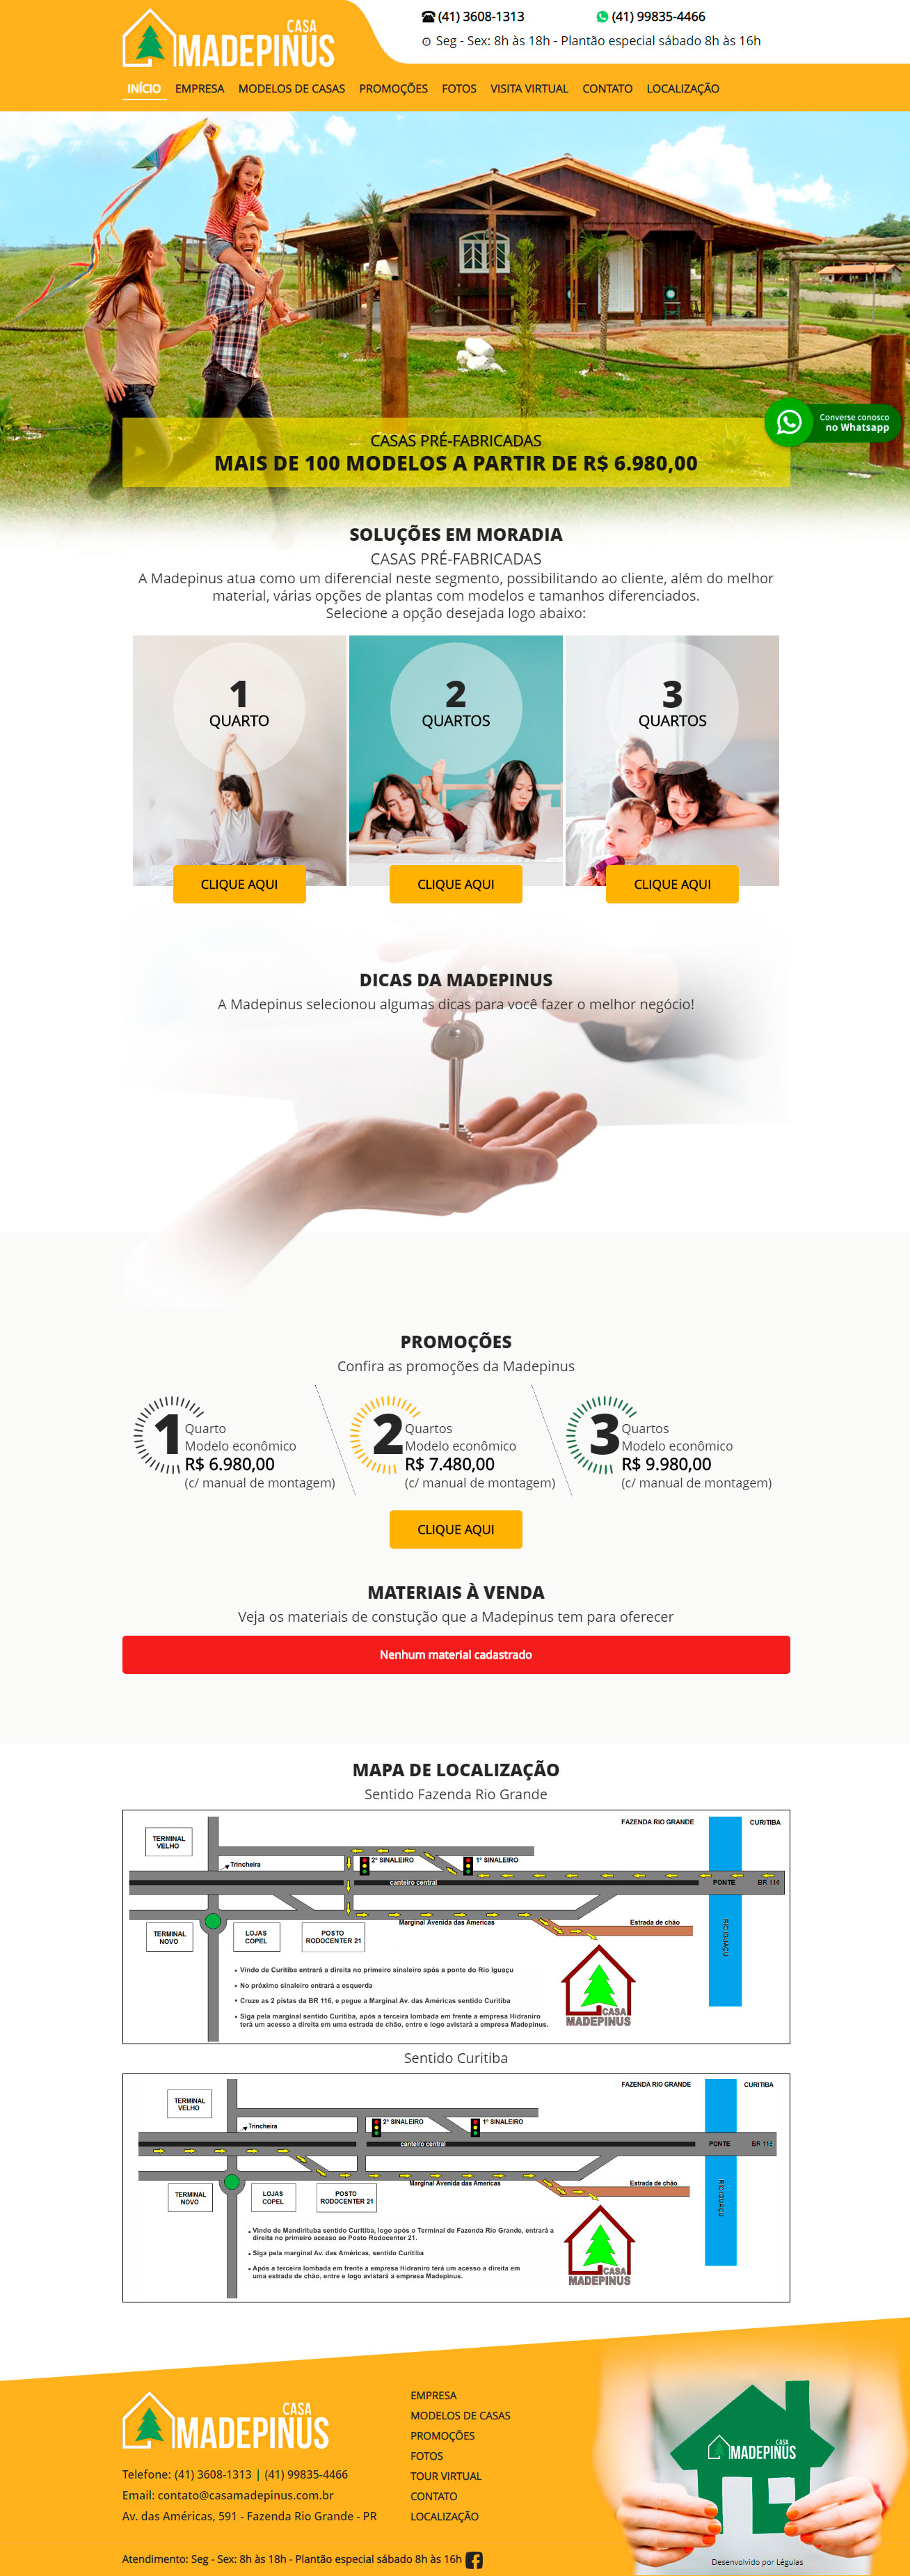 CASA
MADEPINUS
(41) 3608-1313
(41) 99835-4466
Seg - Sex: 8h às 18h - Plantão especial sábado 8h às 16h
INÍCIO
EMPRESA
MODELOS DE CASAS
PROMOÇÕES
FOTOS
VISITA VIRTUAL
CONTATO
LOCALIZAÇÃO
Converse conosco
no Whatsapp
CASAS PRÉ-FABRICADAS
MAIS DE 100 MODELOS A PARTIR DE R$ 6.980,00
SOLUÇÕES EM MORADIA
CASAS PRÉ-FABRICADAS
A Madepinus atua como um diferencial neste segmento, possibilitando ao cliente, além do melhor
material, várias opções de plantas com modelos e tamanhos diferenciados.
Selecione a opção desejada logo abaixo:
1
QUARTO
CLIQUE AQUI
2
QUARTOS
CLIQUE AQUI
3
QUARTOS
CLIQUE AQUI
DICAS DA MADEPINUS
A Madepinus selecionou algumas dicas para você fazer o melhor negócio!
PROMOÇÕES
Confira as promoções da Madepinus
1
Quarto
Modelo econômico
R$ 6.980,00
(c/ manual de montagem)
2
Quartos
Modelo econômico
R$ 7.480,00
(c/ manual de montagem)
3
Quartos
Modelo econômico
R$ 9.980,00
(c/ manual de montagem)
CLIQUE AQUI
MATERIAIS À VENDA
Veja os materiais de constução que a Madepinus tem para oferecer
Nenhum material cadastrado
MAPA DE LOCALIZAÇÃO
Sentido Fazenda Rio Grande
FAZENDA RIO GRANDE
CURITIBA
TERMINAL
VELHO
Trincheira
2º SINALEIRO
1º SINALEIRO
canteiro central
PONTE
BR 116
Marginal Avenida das Americas
Estrada de chão
RIO IGUAÇU
TERMINAL
NOVO
LOJAS
COPEL
POSTO
RODOCENTER 21
• Vindo de Curitiba entrará a direita no primeiro sinaleiro após a ponte do Rio Iguaçu
• No próximo sinaleiro entrará a esquerda
• Cruze as 2 pistas da BR 116, e pegue a Marginal Av. das Américas sentido Curitiba
• Siga pela marginal sentido Curitiba, após a terceira lombada em frente a empresa Hidraniro
terá um acesso a direita em uma estrada de chão, entre e logo avistará a empresa Madepinus.
CASA
MADEPINUS
Sentido Curitiba
FAZENDA RIO GRANDE
CURITIBA
TERMINAL
VELHO
Trincheira
2º SINALEIRO
1º SINALEIRO
canteiro central
PONTE
BR 116
Marginal Avenida das Americas
Estrada de chão
RIO IGUAÇU
TERMINAL
NOVO
LOJAS
COPEL
POSTO
RODOCENTER 21
• Vindo de Mandirituba sentido Curitiba, logo após o Terminal de Fazenda Rio Grande, entrará a
direita no primeiro acesso ao Posto Rodocenter 21.
• Siga pela marginal Av. das Américas, sentido Curitiba
• Após a terceira lombada em frente a empresa Hidraniro terá um acesso a direita em
uma estrada de chão, entre e logo avistará a empresa Madepinus.
CASA
MADEPINUS
CASA
MADEPINUS
Telefone: (41) 3608-1313 | (41) 99835-4466
Email: contato@casamadepinus.com.br
Av. das Américas, 591 - Fazenda Rio Grande - PR
EMPRESA
MODELOS DE CASAS
PROMOÇÕES
FOTOS
TOUR VIRTUAL
CONTATO
LOCALIZAÇÃO
CASA
MADEPINUS
Atendimento: Seg - Sex: 8h às 18h - Plantão especial sábado 8h às 16h
Desenvolvido por Légulas